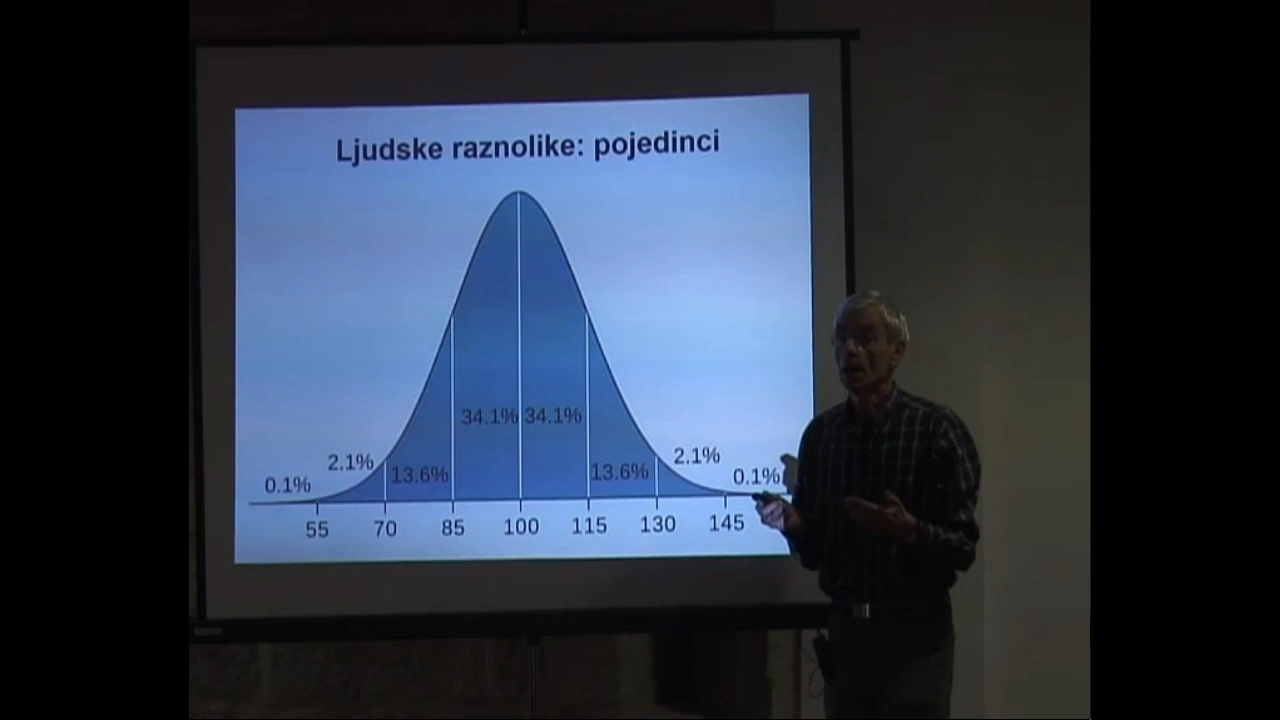 Ljudske raznolike: pojedinci
34.1% 34.1%
2.1% 2.1%
13.6% 13.6%
0.1% 0.1%
55 70 85 100 115 130 145